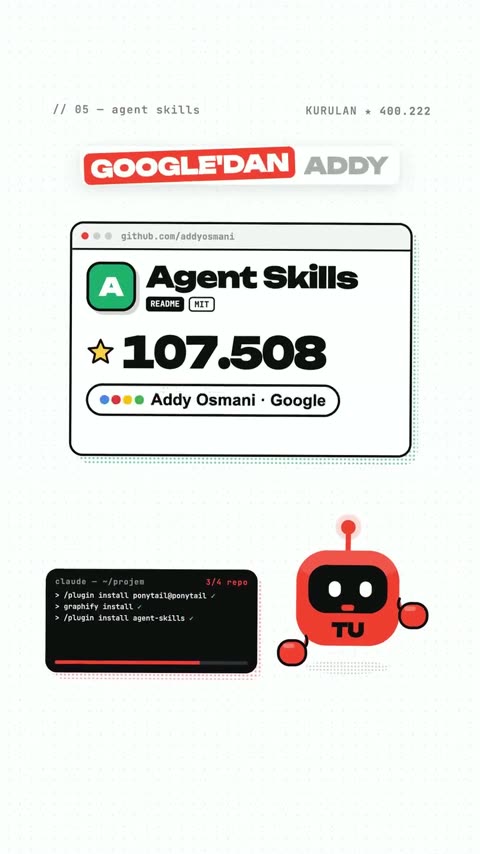 // 05 — agent skills
KURULAN ★ 400.222
GOOGLE'DAN ADDY
github.com/addyosmani
A
Agent Skills
README MIT
107.508
Addy Osmani · Google
claude — ~/projem 3/4 repo
> /plugin install ponytail@ponytail ✓
> graphify install ✓
> /plugin install agent-skills ✓
TU